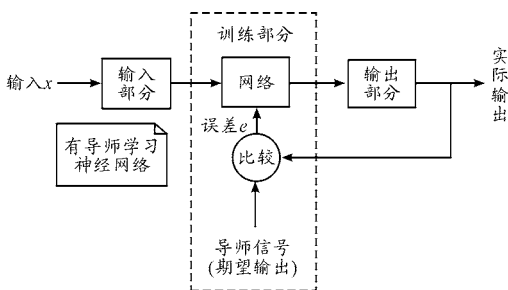 训练部分
输入x
输入
部分
网络
输出
部分
实际输出
误差e
有导师学习
神经网络
比较
导师信号
(期望输出)